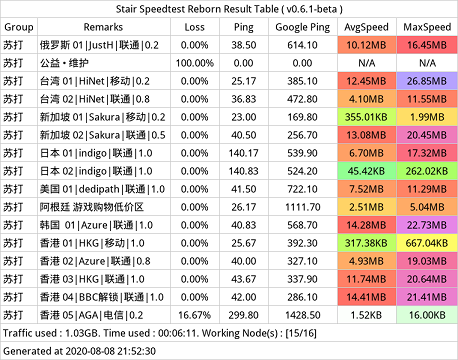 Stair Speedtest Reborn Result Table ( v0.6.1-beta )
Group Remarks Loss Ping Google Ping AvgSpeed MaxSpeed
苏打 俄罗斯 01|JustH|联通|0.2 0.00% 38.50 614.10 10.12MB 16.45MB
苏打 公益•维护 100.00% 0.00 0.00 N/A N/A
苏打 台湾 01|HiNet|移动|0.2 0.00% 25.17 385.10 12.45MB 26.85MB
苏打 台湾 02|HiNet|联通|0.8 0.00% 36.83 472.80 4.10MB 11.55MB
苏打 新加坡 01|Sakura|移动|0.2 0.00% 23.00 169.80 355.01KB 1.99MB
苏打 新加坡 02|Sakura|联通|0.5 0.00% 40.50 256.70 13.08MB 20.45MB
苏打 日本 01|indigo|联通|1.0 0.00% 140.17 539.90 6.70MB 17.32MB
苏打 日本 02|indigo|联通|1.0 0.00% 140.83 524.20 45.42KB 262.02KB
苏打 美国 01|dedipath|联通|1.0 0.00% 41.50 722.10 7.52MB 11.29MB
苏打 阿根廷 游戏购物低价区 0.00% 26.17 1111.70 2.51MB 5.04MB
苏打 韩国 01|Azure|联通|1.0 0.00% 40.83 568.70 14.28MB 22.73MB
苏打 香港 01|HKG|移动|1.0 0.00% 25.67 392.30 317.38KB 667.04KB
苏打 香港 02|Azure|联通|0.8 0.00% 40.00 327.10 4.93MB 19.03MB
苏打 香港 03|HKG|联通|1.0 0.00% 43.67 337.90 11.74MB 20.64MB
苏打 香港 04|BBC解锁|联通|1.0 0.00% 42.00 286.10 14.41MB 21.41MB
苏打 香港 05|AGA|电信|0.2 16.67% 299.80 1428.50 1.52KB 16.00KB
Traffic used : 1.03GB. Time used : 00:06:11. Working Node(s) : [15/16]
Generated at 2020-08-08 21:52:30